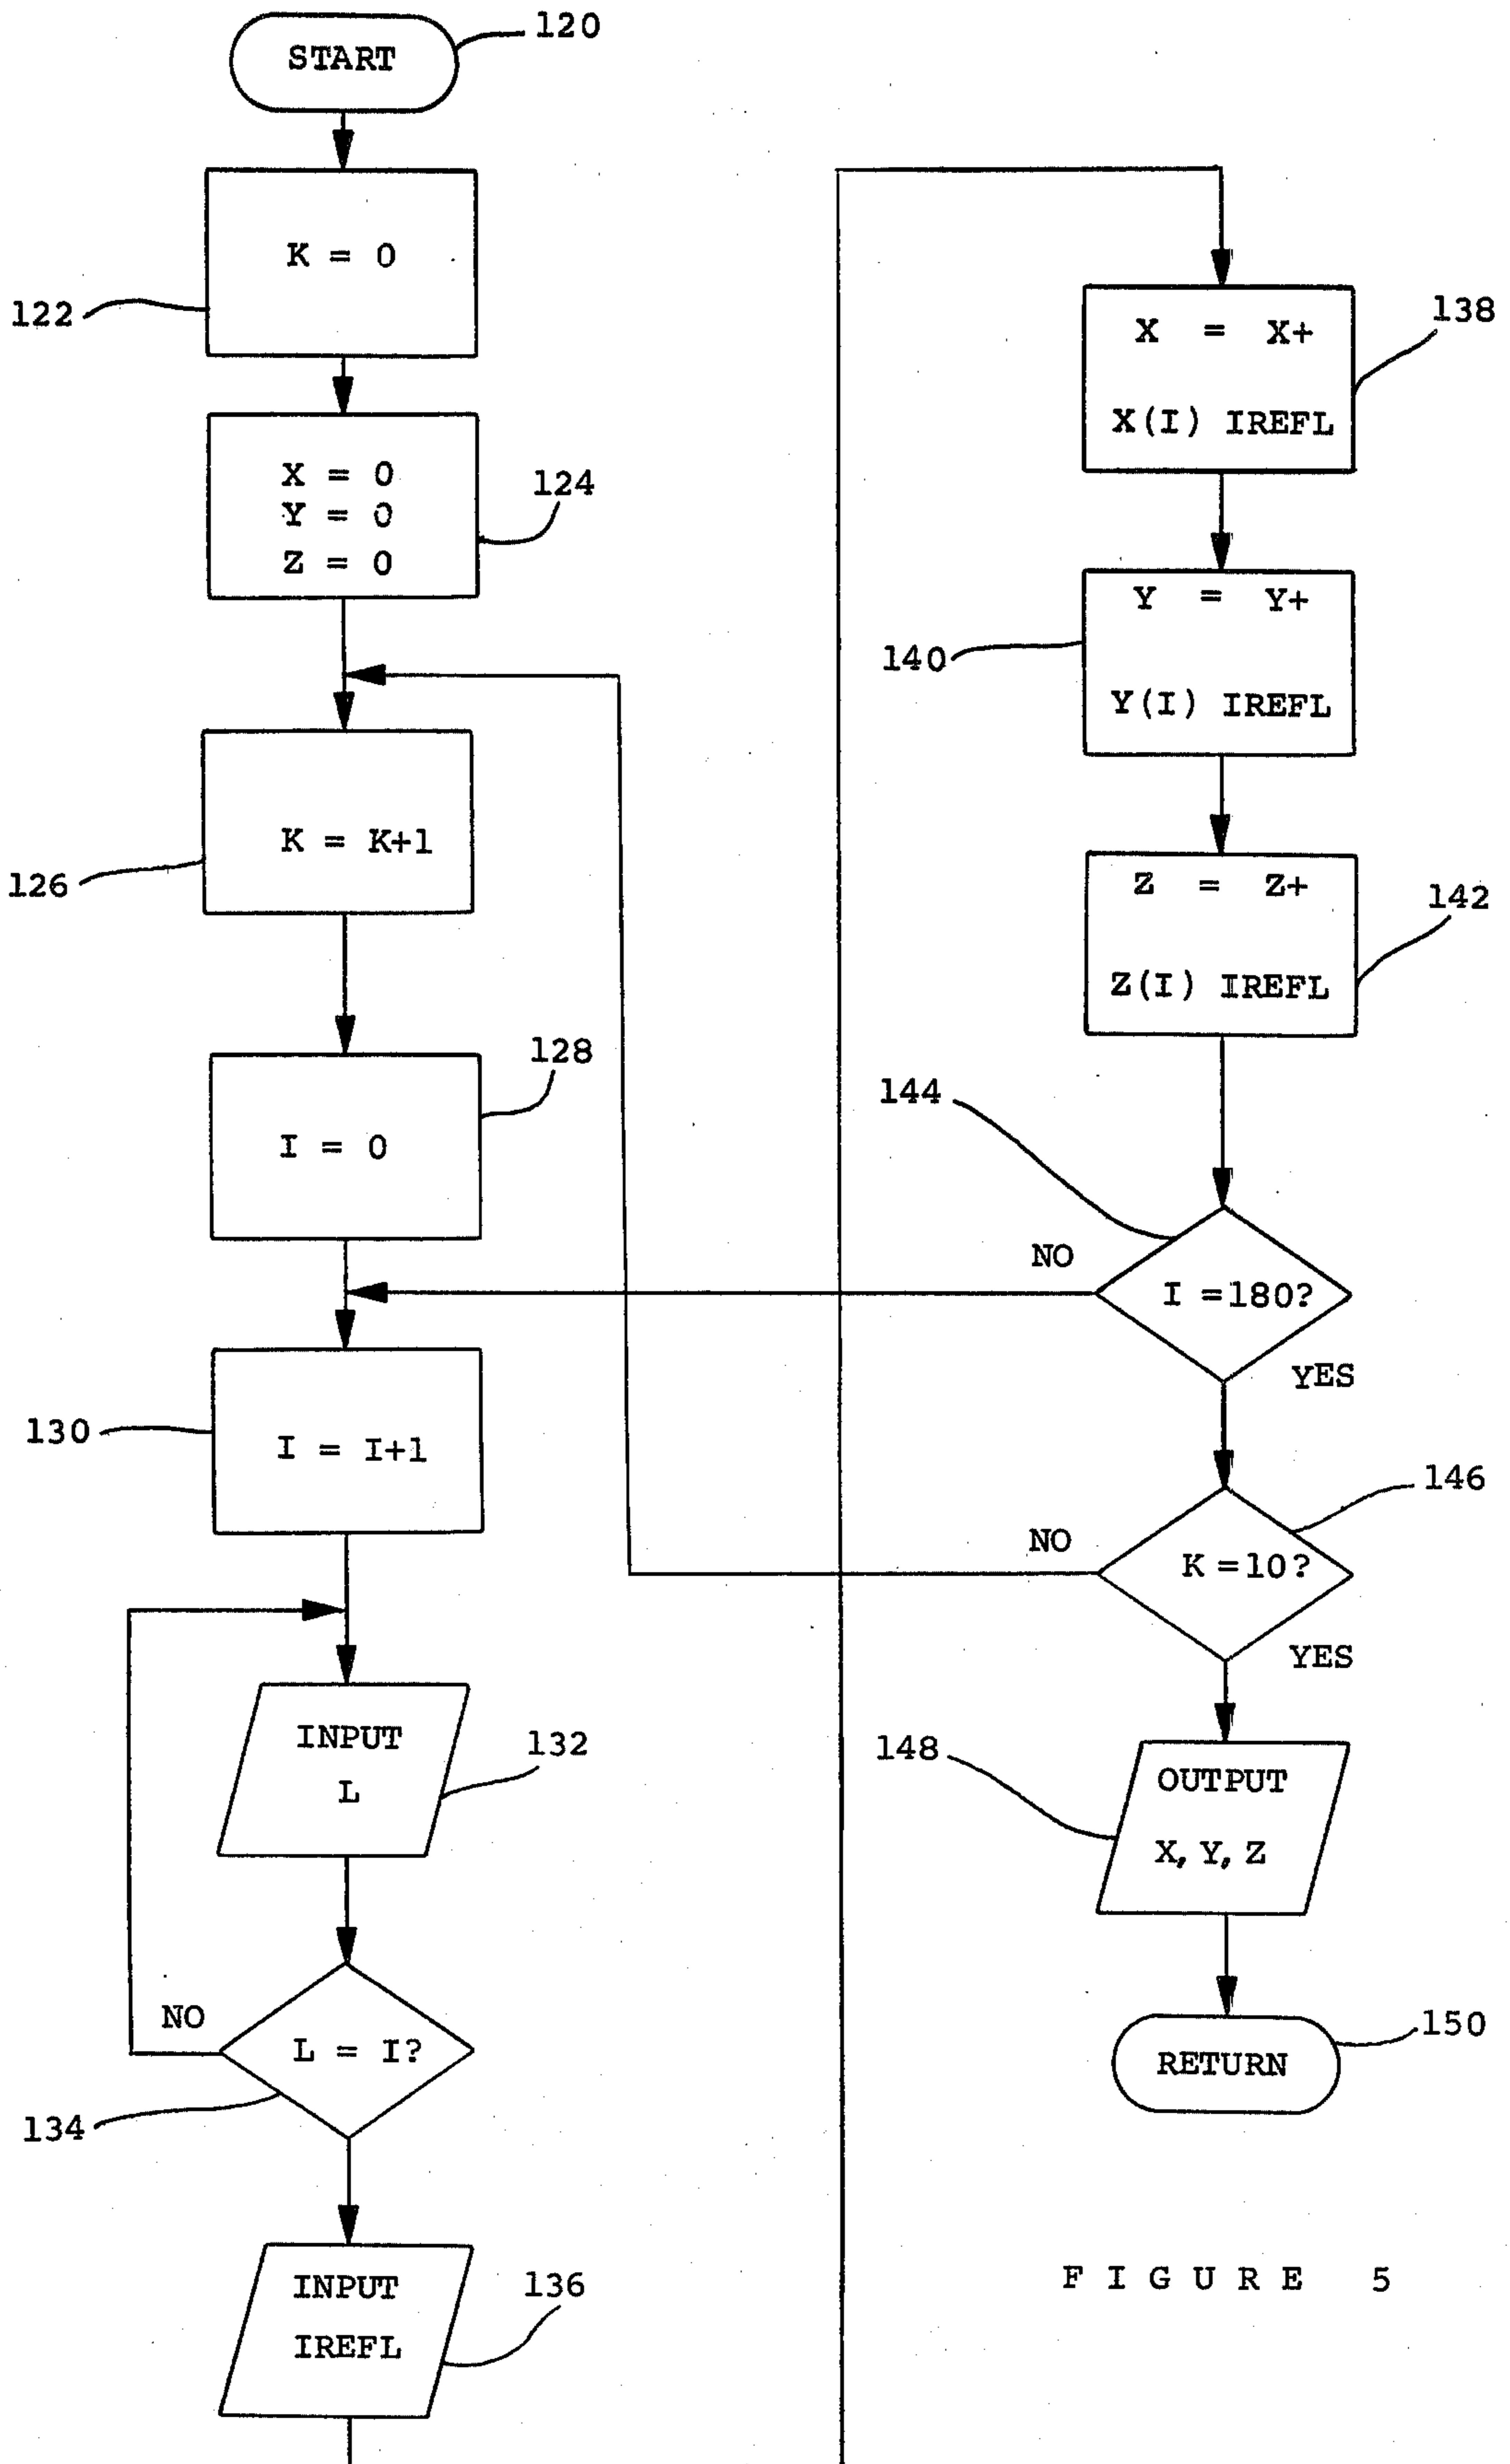 START
120
K = 0
122
X = 0
Y = 0
Z = 0
124
K = K+1
126
I = 0
128
I = I+1
130
INPUT
L
132
L = I?
NO
134
INPUT
IREFL
136
X = X+
X(I) IREFL
138
Y = Y+
Y(I) IREFL
140
Z = Z+
Z(I) IREFL
142
144
NO
I =180?
YES
146
NO
K =10?
YES
148
OUTPUT
X, Y, Z
RETURN
150
FIGURE 5